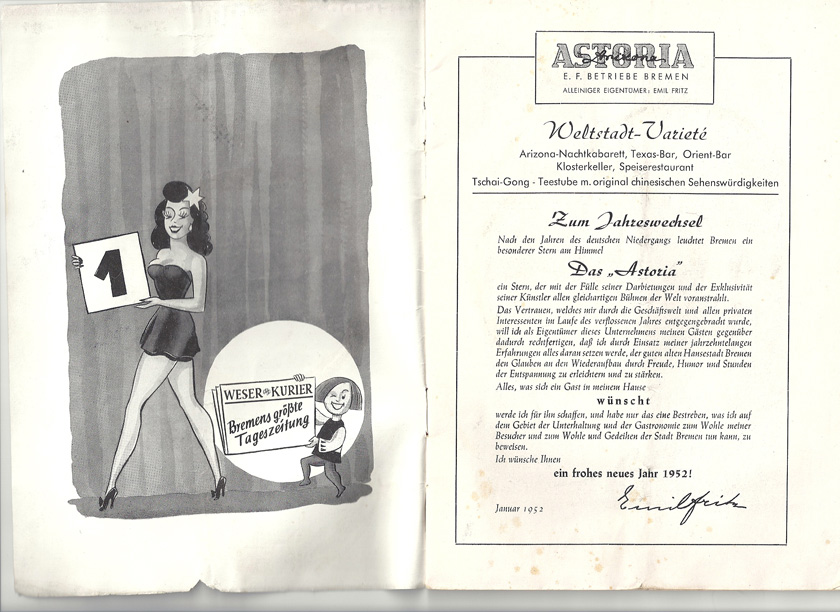 1
WESER KURIER
Bremens größte
Tageszeitung
ASTORIA
Arizona
E. F. BETRIEBE BREMEN
ALLEINIGER EIGENTÜMER: EMIL FRITZ
Weltstadt-Varieté
Arizona-Nachtkabarett, Texas-Bar, Orient-Bar
Klosterkeller, Speiserestaurant
Tschai-Gong - Teestube m. original chinesischen Sehenswürdigkeiten
Zum Jahreswechsel
Nach den Jahren des deutschen Niedergangs leuchtet Bremen ein
besonderer Stern am Himmel
Das „Astoria"
ein Stern, der mit der Fülle seiner Darbietungen und der Exklusivität
seiner Künstler allen gleichartigen Bühnen der Welt voranstrahlt.
Das Vertrauen, welches mir durch die Geschäftswelt und allen privaten
Interessenten im Laufe des verflossenen Jahres entgegengebracht wurde,
will ich als Eigentümer dieses Unternehmens meinen Gästen gegenüber
dadurch rechtfertigen, daß ich durch Einsatz meiner jahrzehntelangen
Erfahrungen alles daran setzen werde, der guten alten Hansestadt Bremen
den Glauben an den Wiederaufbau durch Freude, Humor und Stunden
der Entspannung zu erleichtern und zu stärken.
Alles, was sich ein Gast in meinem Hause
wünscht
werde ich für ihn schaffen, und habe nur das eine Bestreben, was ich auf
dem Gebiet der Unterhaltung und der Gastronomie zum Wohle meiner
Besucher und zum Wohle und Gedeihen der Stadt Bremen tun kann, zu
beweisen.
Ich wünsche Ihnen
ein frohes neues Jahr 1952!
Januar 1952
Emil Fritz